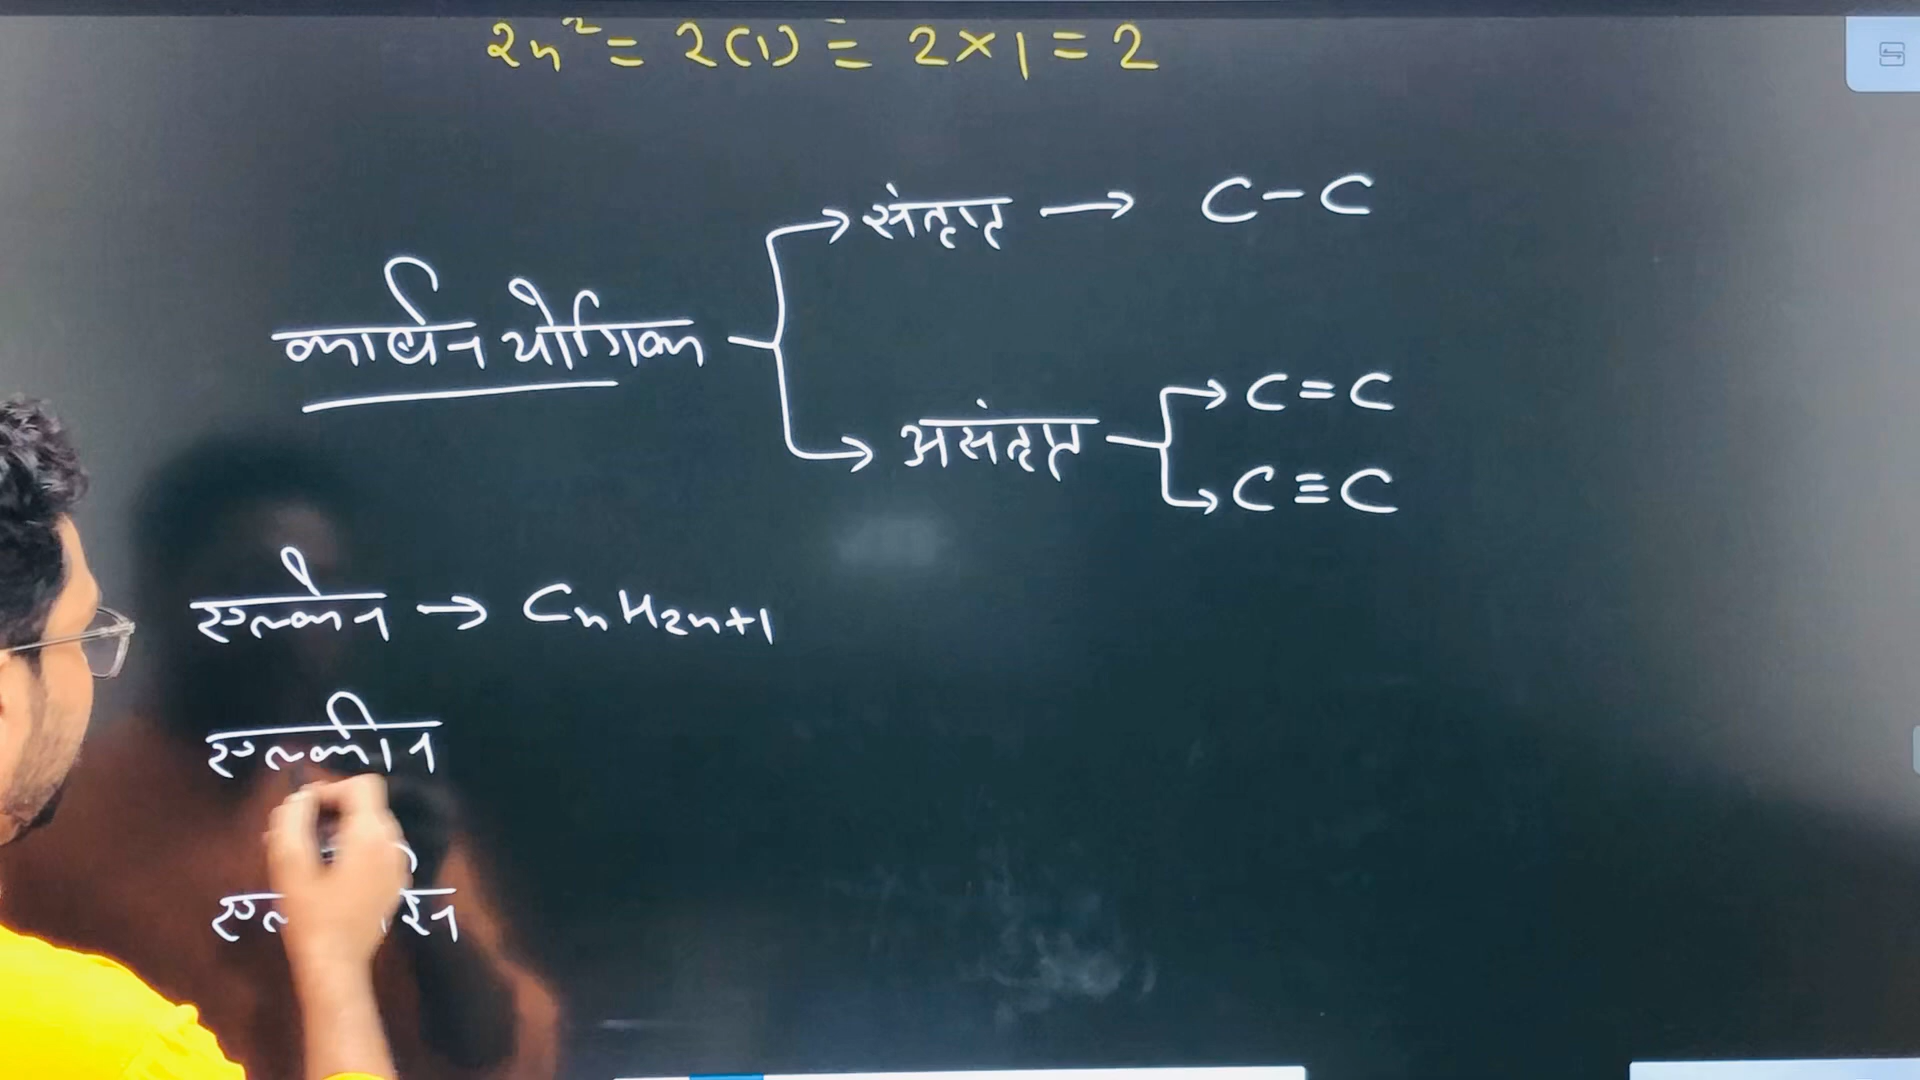 2n² = 2(1) = 2 × 1 = 2
संतृप्त → C – C
कार्बन यौगिक
असंतृप्त → C = C
→ C ≡ C
एल्केन → CnH2n+1
एल्कीन